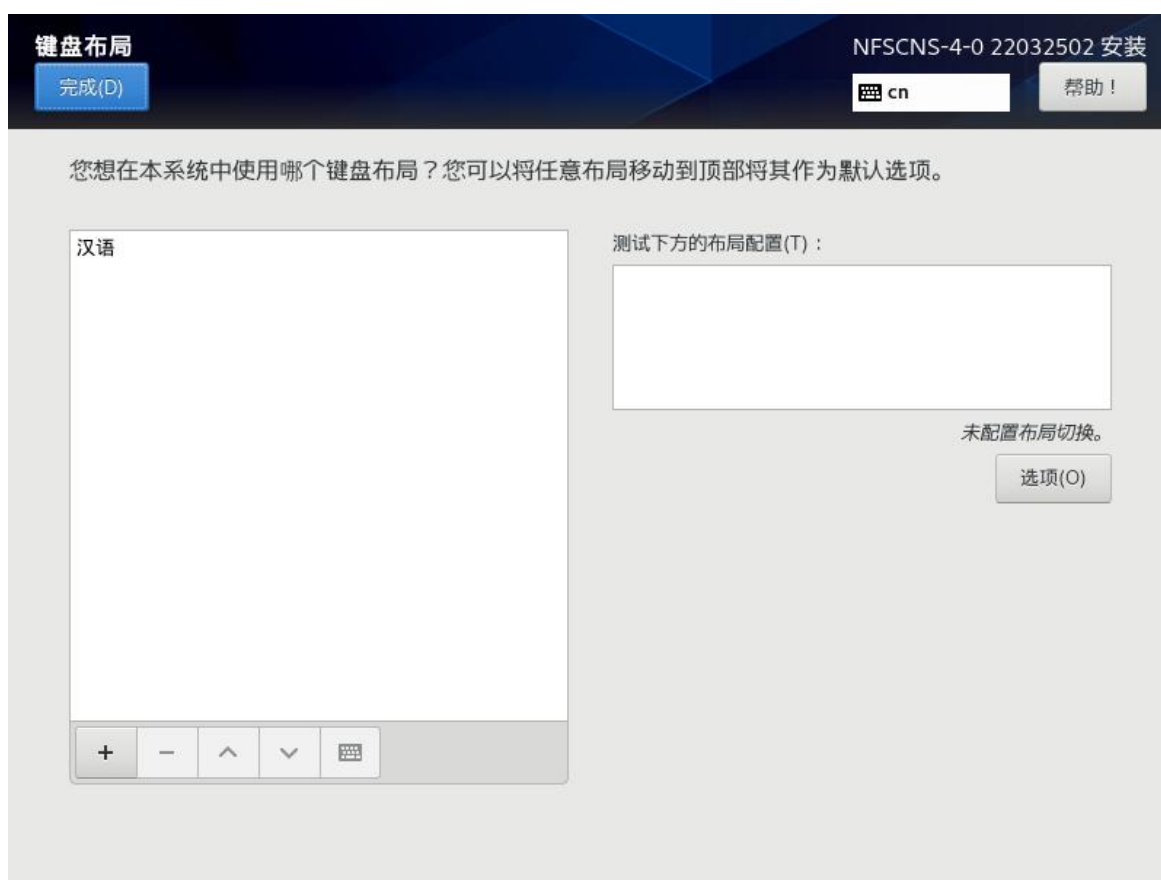 键盘布局
NFSCNS-4-0 22032502 安装
完成(D)
cn
帮助！
您想在本系统中使用哪个键盘布局？您可以将任意布局移动到顶部将其作为默认选项。
汉语
测试下方的布局配置(T)：
未配置布局切换。
选项(O)